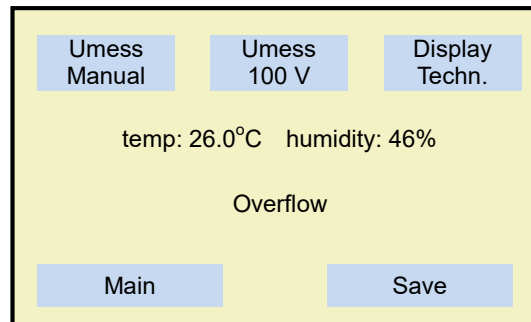 Umess Manual
Umess 100 V
Display Techn.
temp: 26.0°C humidity: 46%
Overflow
Main
Save